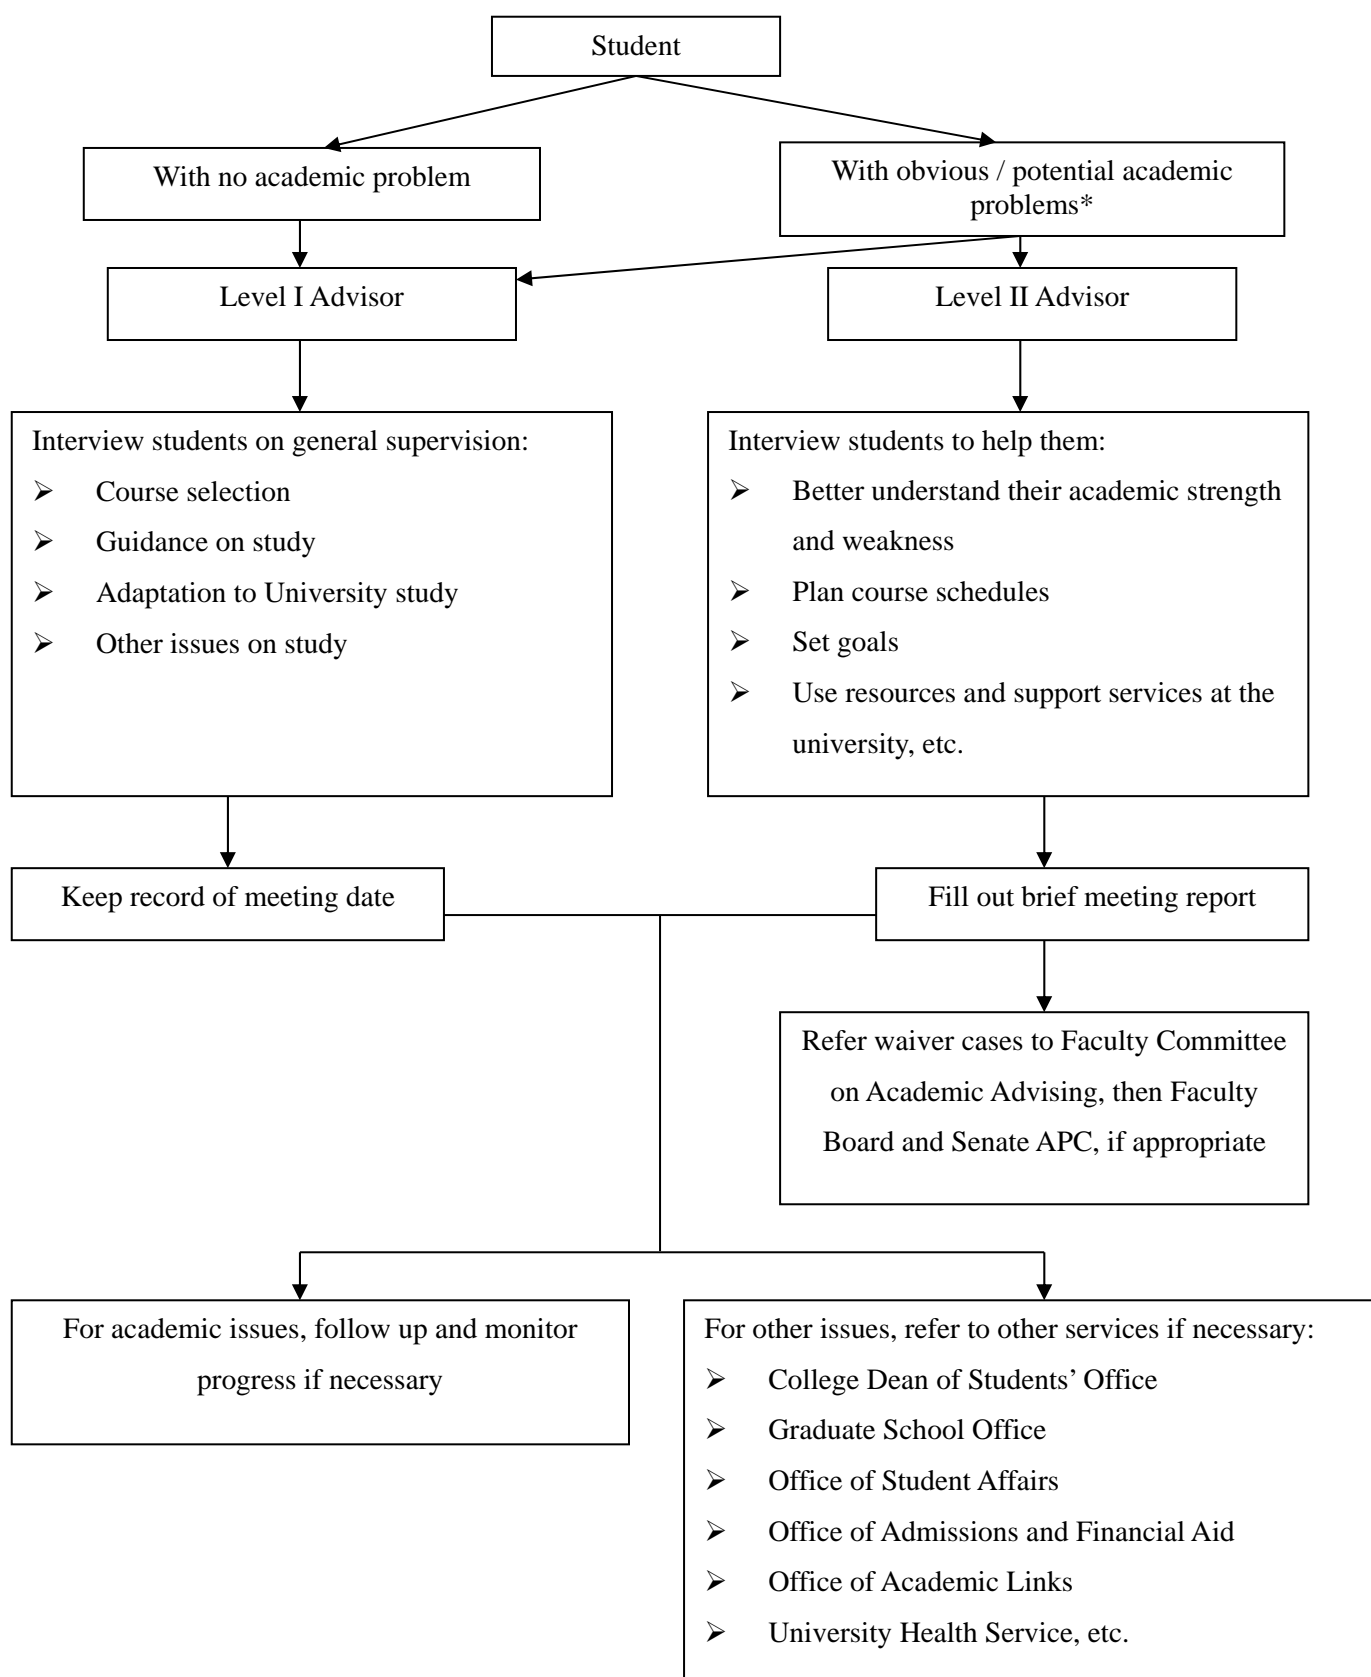 Student
With no academic problem
With obvious / potential academic
problems*
Level I Advisor
Level II Advisor
Interview students on general supervision:
➢ Course selection
➢ Guidance on study
➢ Adaptation to University study
➢ Other issues on study
Interview students to help them:
➢ Better understand their academic strength
and weakness
➢ Plan course schedules
➢ Set goals
➢ Use resources and support services at the
university, etc.
Keep record of meeting date
Fill out brief meeting report
Refer waiver cases to Faculty Committee
on Academic Advising, then Faculty
Board and Senate APC, if appropriate
For academic issues, follow up and monitor
progress if necessary
For other issues, refer to other services if necessary:
➢ College Dean of Students’ Office
➢ Graduate School Office
➢ Office of Student Affairs
➢ Office of Admissions and Financial Aid
➢ Office of Academic Links
➢ University Health Service, etc.